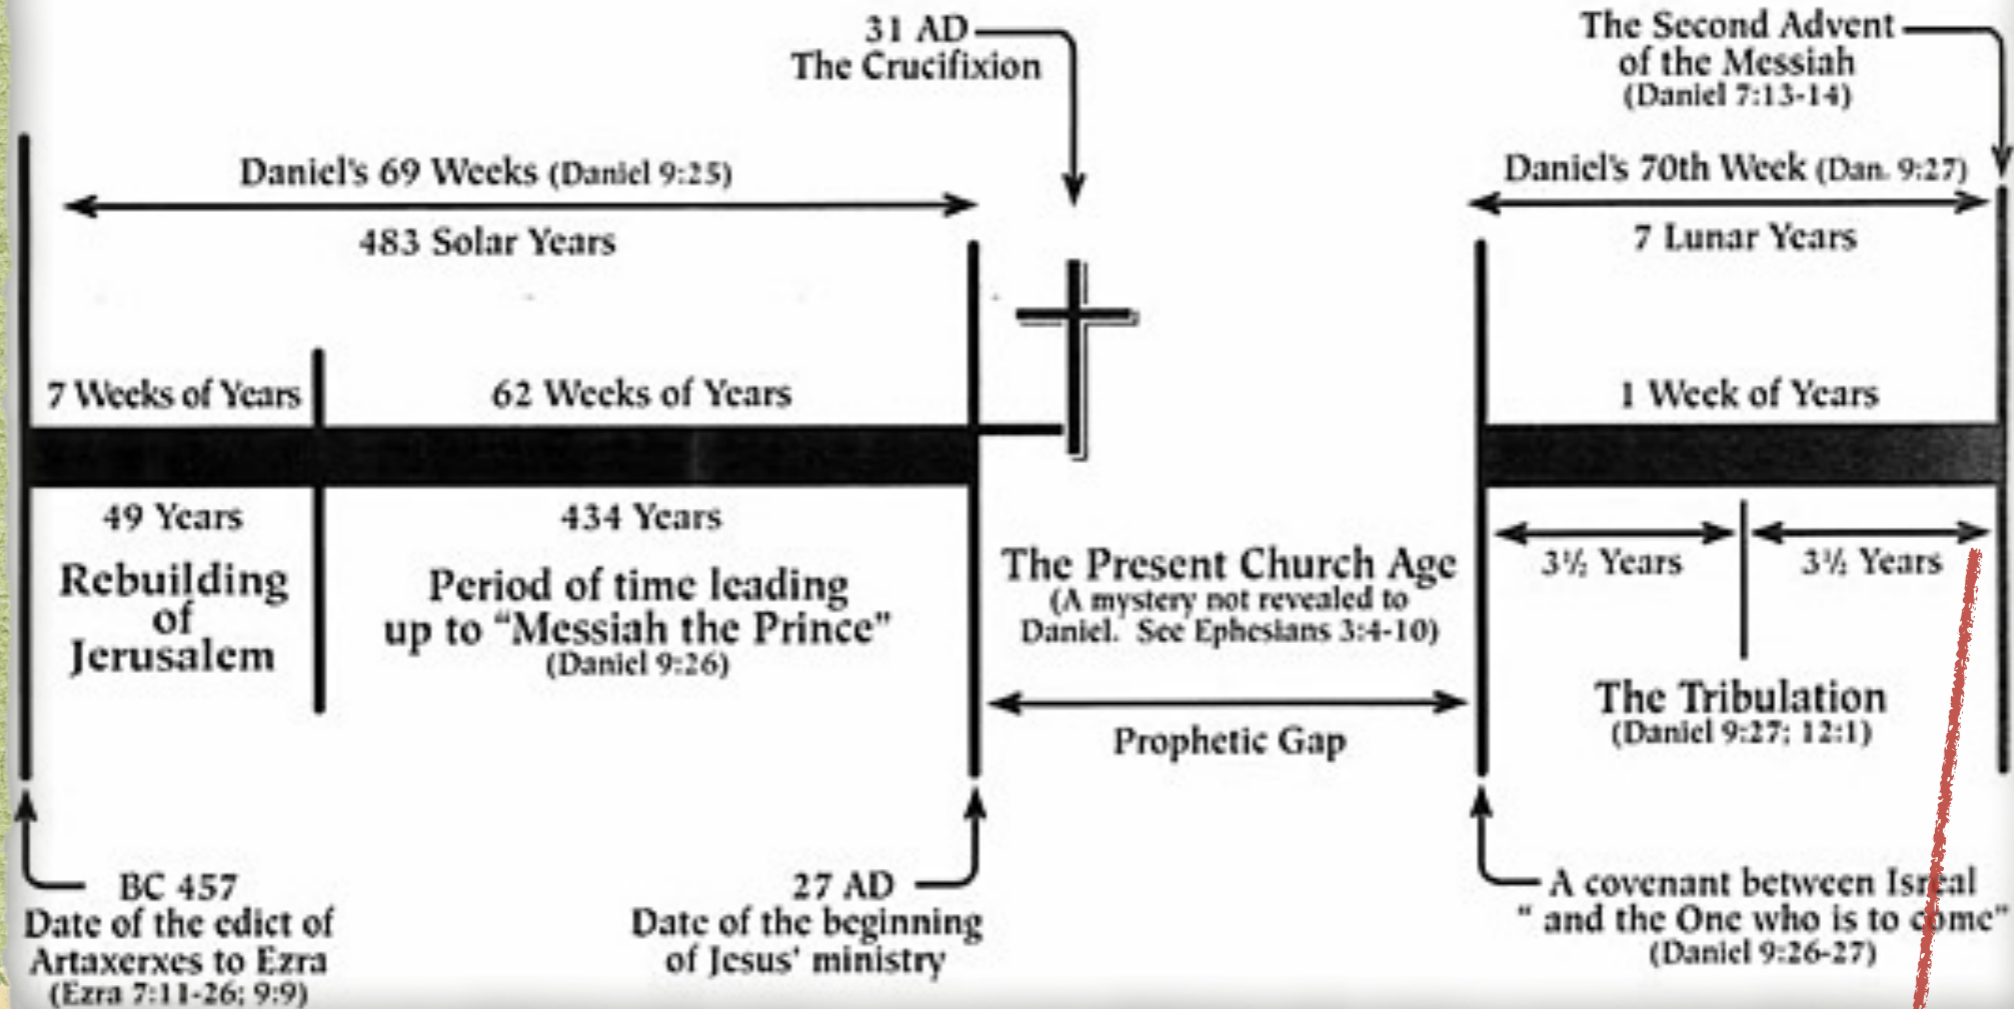 31 AD
The Crucifixion
The Second Advent
of the Messiah
(Daniel 7:13-14)
Daniel's 69 Weeks (Daniel 9:25)
483 Solar Years
Daniel's 70th Week (Dan. 9:27)
7 Lunar Years
7 Weeks of Years
62 Weeks of Years
1 Week of Years
49 Years
Rebuilding
of
Jerusalem
434 Years
Period of time leading
up to “Messiah the Prince”
(Daniel 9:26)
The Present Church Age
(A mystery not revealed to
Daniel. See Ephesians 3:4-10)
Prophetic Gap
3½ Years
3½ Years
The Tribulation
(Daniel 9:27; 12:1)
BC 457
Date of the edict of
Artaxerxes to Ezra
(Ezra 7:11-26; 9:9)
27 AD
Date of the beginning
of Jesus' ministry
A covenant between Isreal
“ and the One who is to come”
(Daniel 9:26-27)